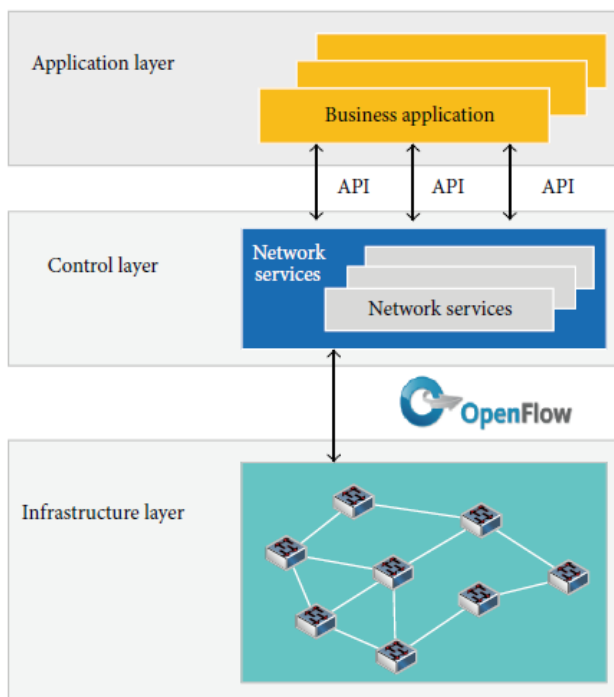 Application layer
Business application
API
API
API
Control layer
Network
services
Network services
OpenFlow
Infrastructure layer